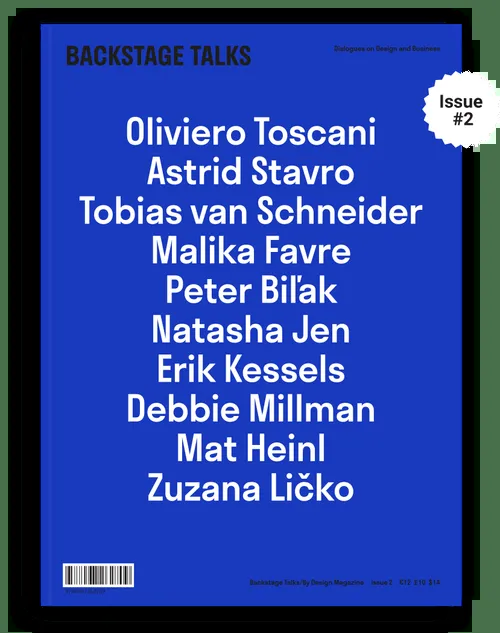 BACKSTAGE TALKS
Dialogues on Design and Business
Issue
#2
Oliviero Toscani
Astrid Stavro
Tobias van Schneider
Malika Favre
Peter Biľak
Natasha Jen
Erik Kessels
Debbie Millman
Mat Heinl
Zuzana Ličko
Backstage Talks/By Design Magazine Issue 2 €12 £10 $14